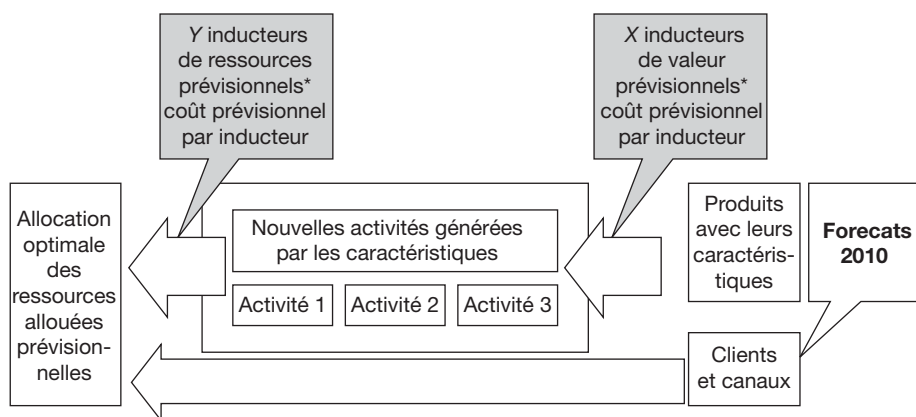 Y inducteurs
de ressources
prévisionnels*
coût prévisionnel
par inducteur
X inducteurs
de valeur
prévisionnels*
coût prévisionnel
par inducteur
Allocation
optimale
des
ressources
allouées
prévision-
nelles
Nouvelles activités générées
par les caractéristiques
Activité 1
Activité 2
Activité 3
Produits
avec leurs
caractéris-
tiques
Forecats
2010
Clients
et canaux